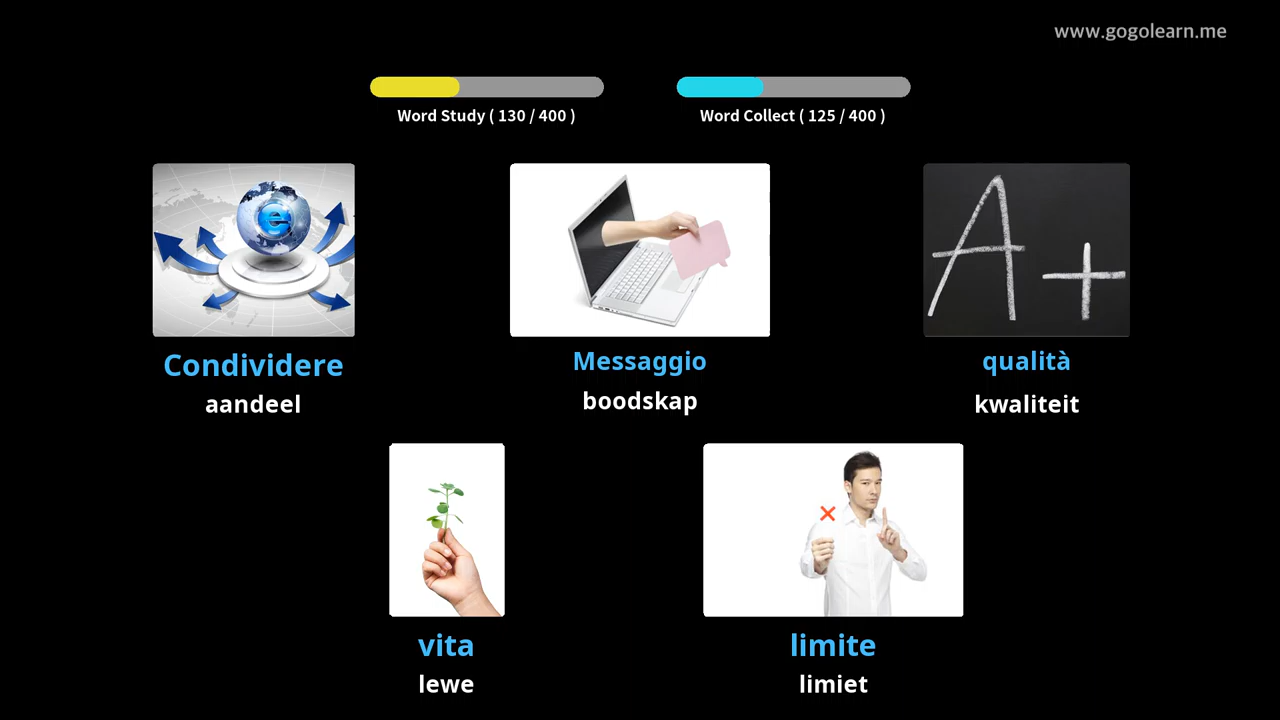 www.gogolearn.me
Word Study ( 130 / 400 )
Word Collect ( 125 / 400 )
e
A+
Condividere
Messaggio
qualità
aandeel
boodskap
kwaliteit
vita
limite
lewe
limiet